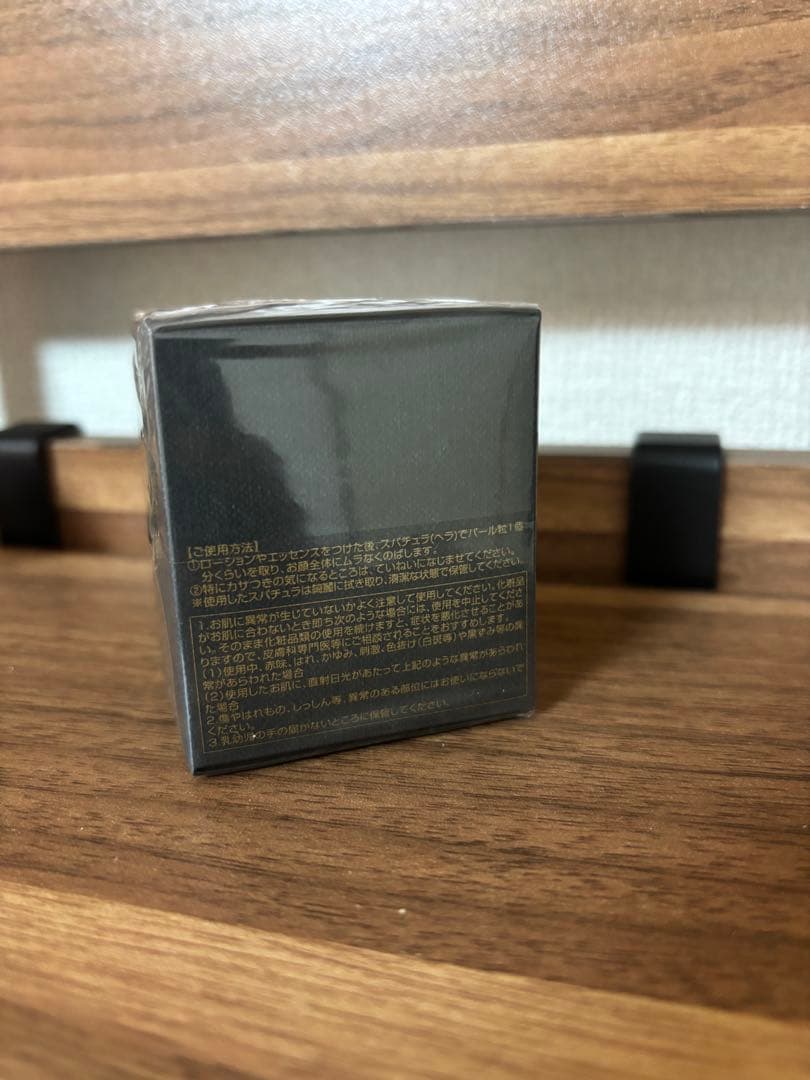 【ご使用方法】
①ローションやエッセンスをつけた後、スパチュラ(ヘラ)でパール粒1個
分くらいを取り、お顔全体にムラなくのばします。
②特にカサつきの気になるところは、ていねいになじませてください。
※使用したスパチュラは綺麗に拭き取り、清潔な状態で保管してください。
1.お肌に異常が生じていないかよく注意して使用してください。化粧品
がお肌に合わないとき即ち次のような場合には、使用を中止してくださ
い。そのまま化粧品類の使用を続けますと、症状を悪化させることがあ
りますので、皮膚科専門医等にご相談されることをおすすめします。
(1)使用中、赤味、はれ、かゆみ、刺激、色抜け(白斑等)や黒ずみ等の異
常があらわれた場合
(2)使用したお肌に、直射日光があたって上記のような異常があらわれ
た場合
2.傷やはれもの、しっしん等、異常のある部位にはお使いにならないで
ください。
3.乳幼児の手の届かないところに保管してください。